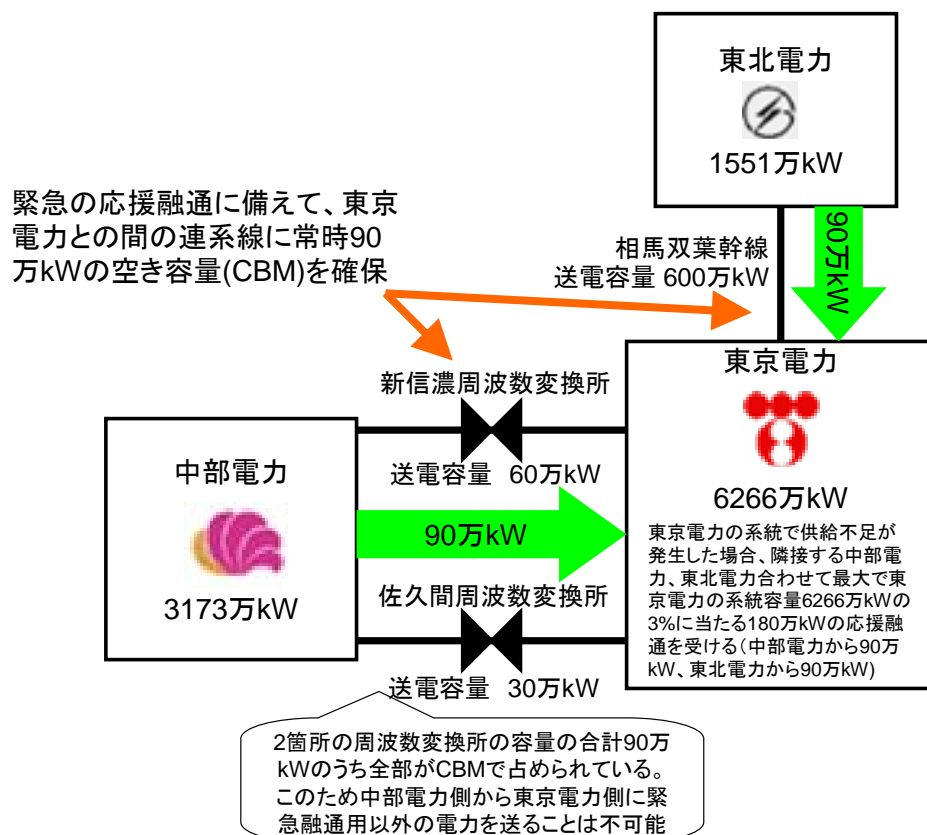 東北電力
1551万kW
緊急の応援融通に備えて、東京
電力との間の連系線に常時90
万kWの空き容量(CBM)を確保
相馬双葉幹線
送電容量 600万kW
90万kW
東京電力
6266万kW
東京電力の系統で供給不足が
発生した場合、隣接する中部電
力、東北電力合わせて最大で東
京電力の系統容量6266万kWの
3%に当たる180万kWの応援融
通を受ける(中部電力から90万
kW、東北電力から90万kW)
新信濃周波数変換所
送電容量 60万kW
中部電力
3173万kW
90万kW
佐久間周波数変換所
送電容量 30万kW
2箇所の周波数変換所の容量の合計90万
kWのうち全部がCBMで占められている。
このため中部電力側から東京電力側に緊
急融通用以外の電力を送ることは不可能